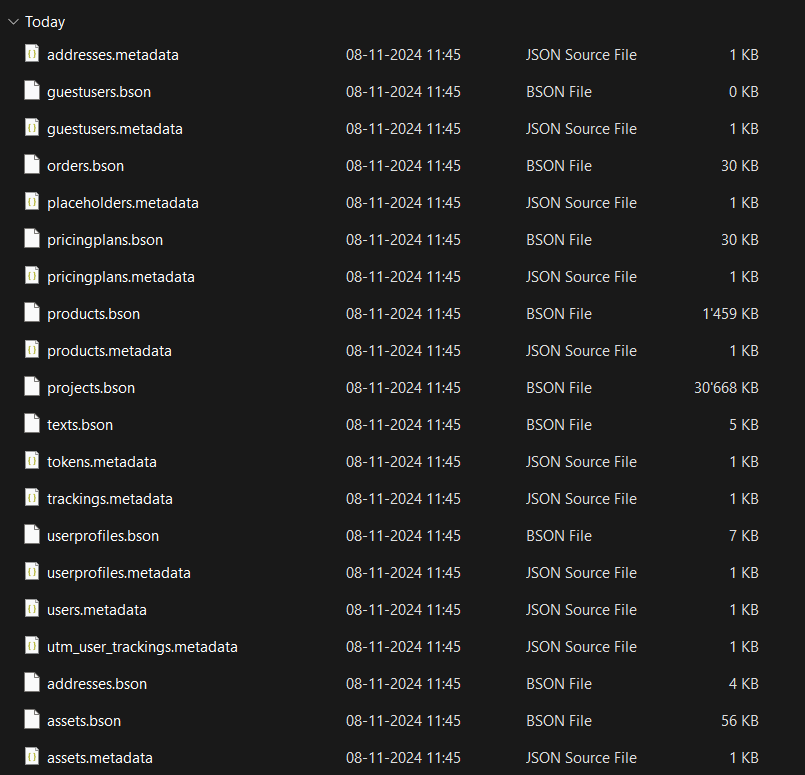 Today
addresses.metadata 08-11-2024 11:45 JSON Source File 1 KB
guestusers.bson 08-11-2024 11:45 BSON File 0 KB
guestusers.metadata 08-11-2024 11:45 JSON Source File 1 KB
orders.bson 08-11-2024 11:45 BSON File 30 KB
placeholders.metadata 08-11-2024 11:45 JSON Source File 1 KB
pricingplans.bson 08-11-2024 11:45 BSON File 30 KB
pricingplans.metadata 08-11-2024 11:45 JSON Source File 1 KB
products.bson 08-11-2024 11:45 BSON File 1'459 KB
products.metadata 08-11-2024 11:45 JSON Source File 1 KB
projects.bson 08-11-2024 11:45 BSON File 30'668 KB
texts.bson 08-11-2024 11:45 BSON File 5 KB
tokens.metadata 08-11-2024 11:45 JSON Source File 1 KB
trackings.metadata 08-11-2024 11:45 JSON Source File 1 KB
userprofiles.bson 08-11-2024 11:45 BSON File 7 KB
userprofiles.metadata 08-11-2024 11:45 JSON Source File 1 KB
users.metadata 08-11-2024 11:45 JSON Source File 1 KB
utm_user_trackings.metadata 08-11-2024 11:45 JSON Source File 1 KB
addresses.bson 08-11-2024 11:45 BSON File 4 KB
assets.bson 08-11-2024 11:45 BSON File 56 KB
assets.metadata 08-11-2024 11:45 JSON Source File 1 KB